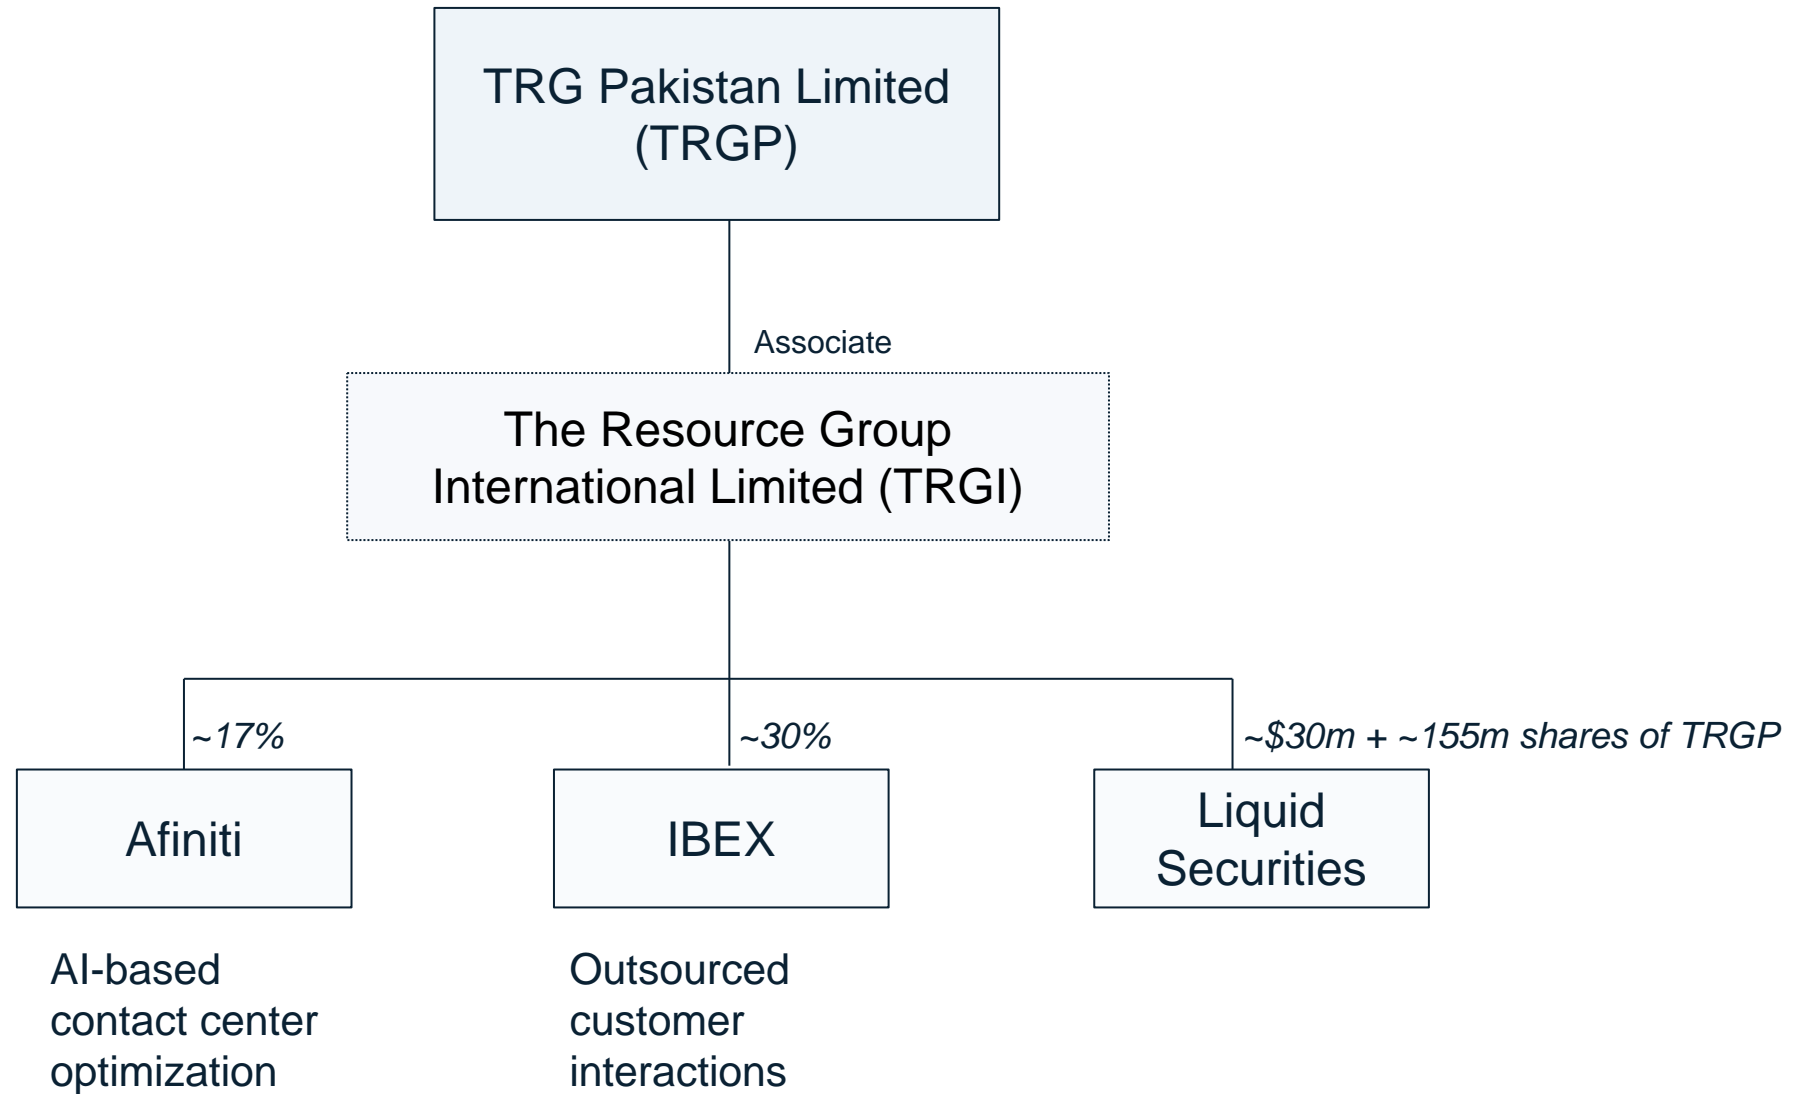 TRG Pakistan Limited
(TRGP)
Associate
The Resource Group
International Limited (TRGI)
~17%
~30%
~$30m + ~155m shares of TRGP
Afiniti
IBEX
Liquid
Securities
AI-based
contact center
optimization
Outsourced
customer
interactions